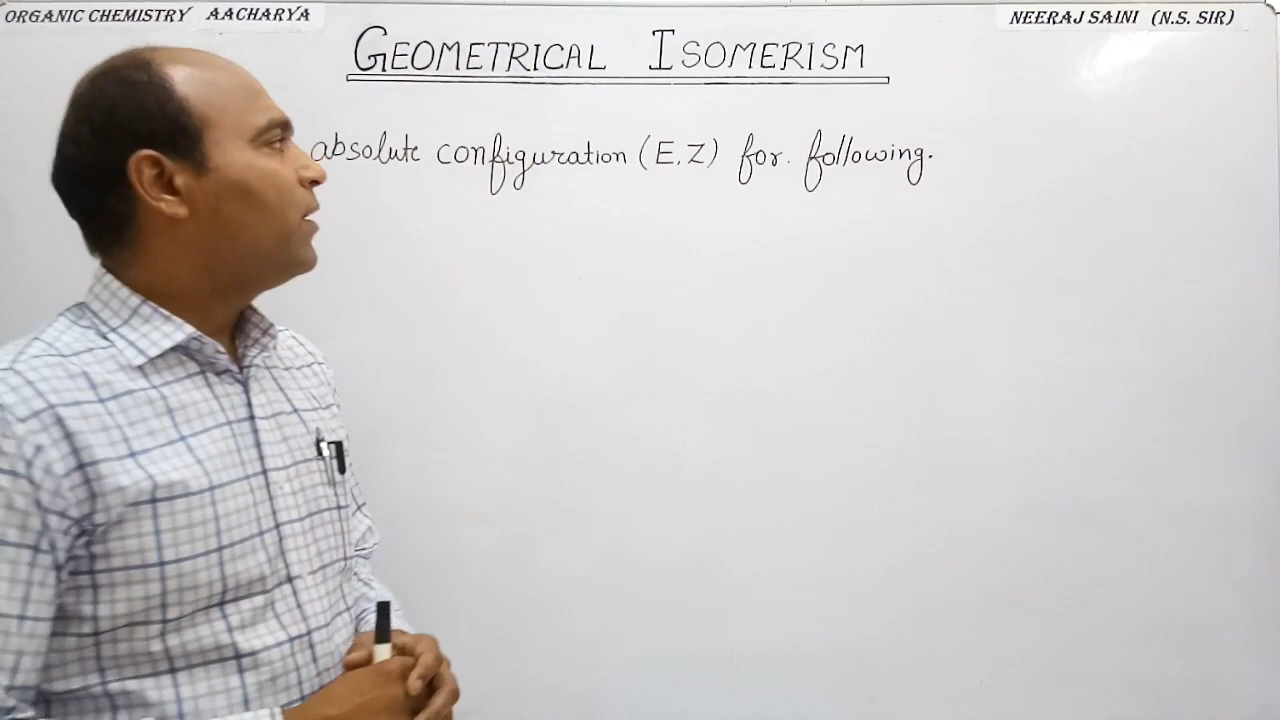 ORGANIC CHEMISTRY AACHARYA
NEERAJ SAINI (N.S. SIR)
GEOMETRICAL ISOMERISM
absolute configuration (E,Z) for. following.